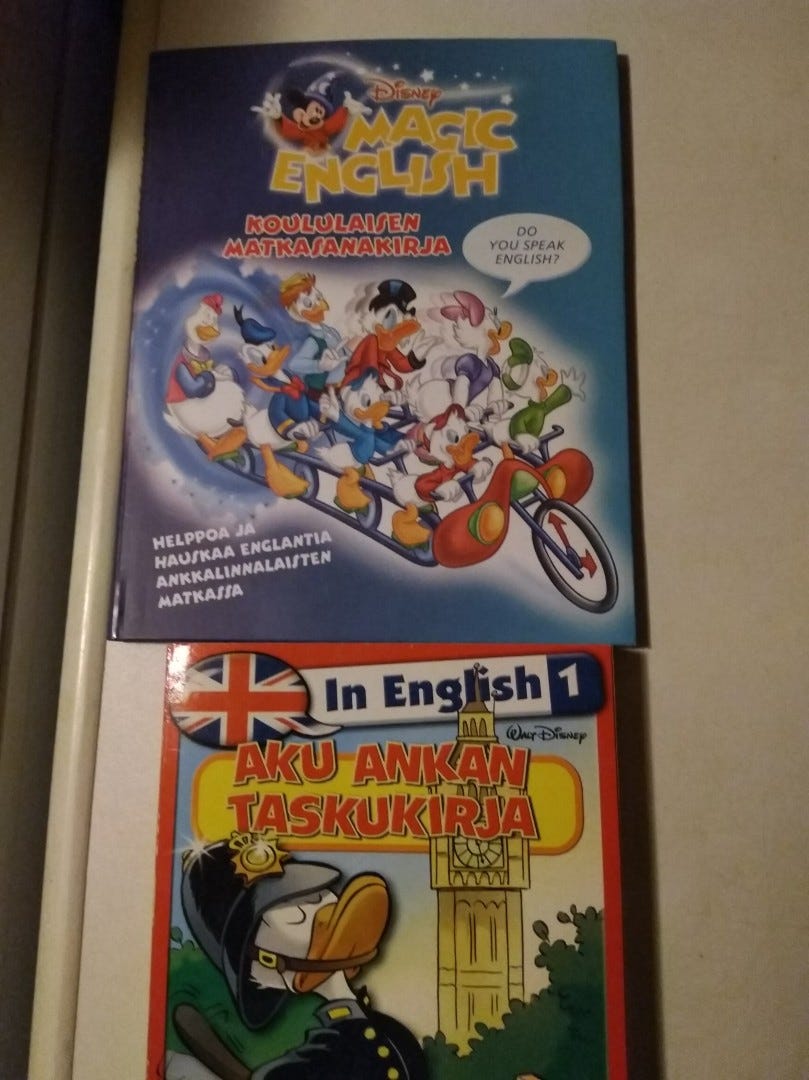 Disney
MAGIC
ENGLISH
KOULULAISEN
MATKASANAKIRJA
DO
YOU SPEAK
ENGLISH?
HELPPOA JA
HAUSKAA ENGLANTIA
ANKKALINNALAISTEN
MATKASSA
In English 1
WALT DISNEY
AKU ANKAN
TASKUKIRJA